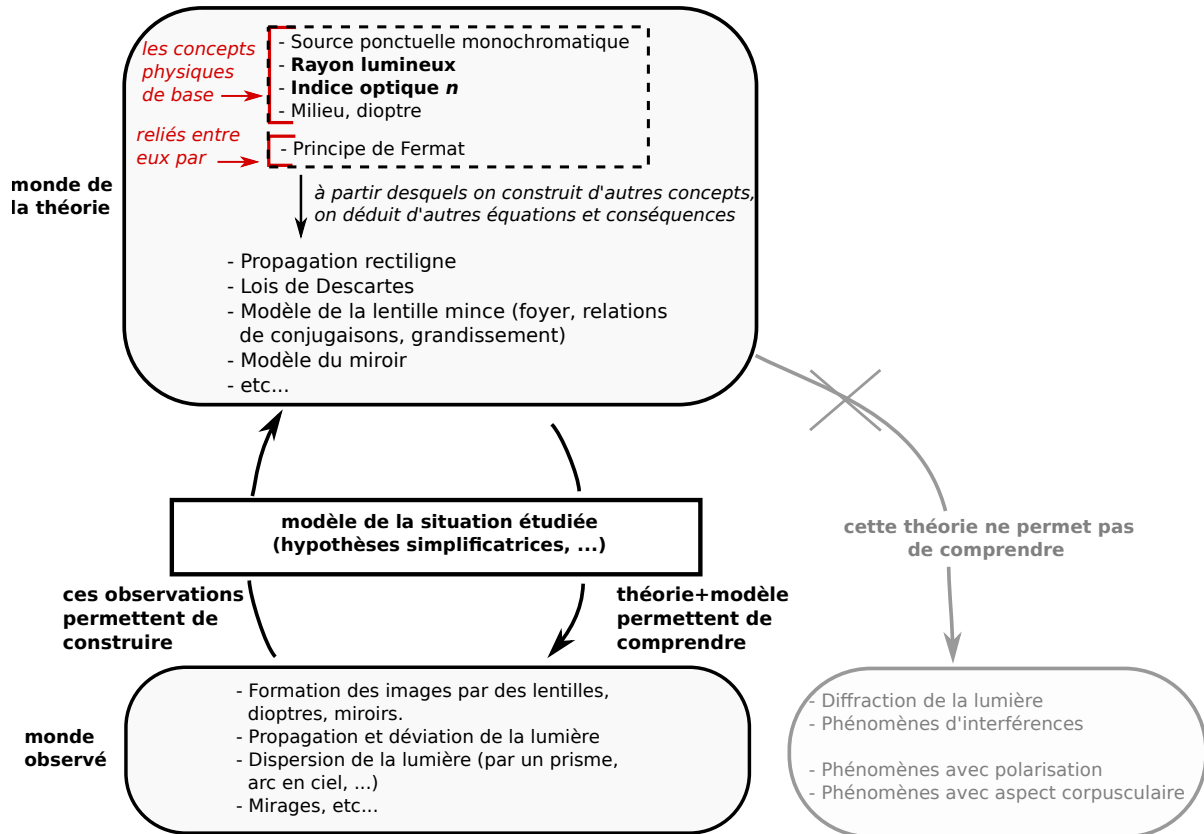 les concepts
physiques
de base
- Source ponctuelle monochromatique
- Rayon lumineux
- Indice optique n
- Milieu, dioptre
reliés entre
eux par
- Principe de Fermat
monde de
la théorie
à partir desquels on construit d'autres concepts,
on déduit d'autres équations et conséquences
- Propagation rectiligne
- Lois de Descartes
- Modèle de la lentille mince (foyer, relations
de conjugaisons, grandissement)
- Modèle du miroir
- etc...
modèle de la situation étudiée
(hypothèses simplificatrices, ...)
cette théorie ne permet pas
de comprendre
ces observations
permettent de
construire
théorie+modèle
permettent de
comprendre
monde
observé
- Formation des images par des lentilles,
dioptres, miroirs.
- Propagation et déviation de la lumière
- Dispersion de la lumière (par un prisme,
arc en ciel, ...)
- Mirages, etc...
- Diffraction de la lumière
- Phénomènes d'interférences
- Phénomènes avec polarisation
- Phénomènes avec aspect corpusculaire